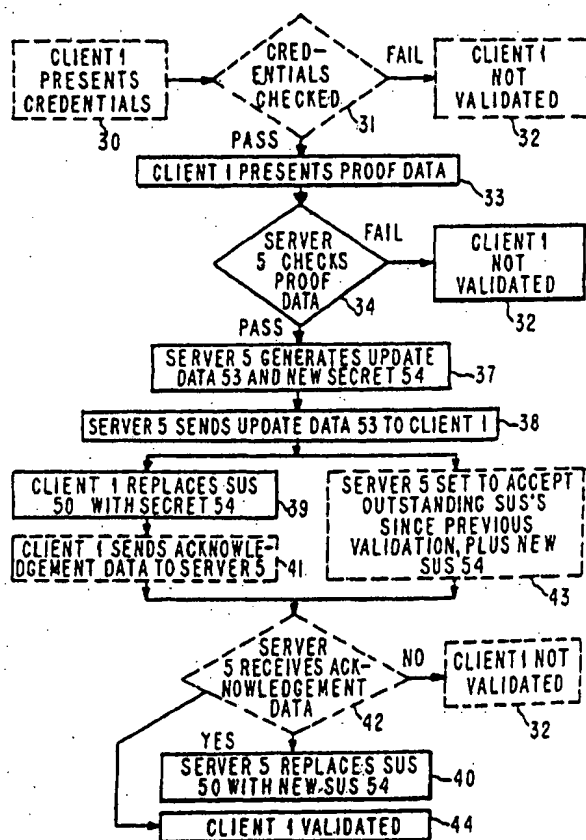 CLIENT 1
PRESENTS
CREDENTIALS
30
CRED-
ENTIALS
CHECKED
31
FAIL
CLIENT 1
NOT
VALIDATED
32
PASS
CLIENT 1 PRESENTS PROOF DATA
33
SERVER
5 CHECKS
PROOF
DATA
34
FAIL
CLIENT 1
NOT
VALIDATED
32
PASS
SERVER 5 GENERATES UPDATE
DATA 53 AND NEW SECRET 54
37
SERVER 5 SENDS UPDATE DATA 53 TO CLIENT 1
38
CLIENT 1 REPLACES SUS
50 WITH SECRET 54
39
CLIENT 1 SENDS ACKNOWLE-
DGEMENT DATA TO SERVER 5
41
SERVER 5 SET TO ACCEPT
OUTSTANDING SUS'S
SINCE PREVIOUS
VALIDATION, PLUS NEW
SUS 54
43
SERVER
5 RECEIVES ACK-
NOWLEDGEMENT
DATA
42
NO
CLIENT 1 NOT
VALIDATED
32
YES
SERVER 5 REPLACES SUS
50 WITH NEW SUS 54
40
CLIENT 1 VALIDATED
44